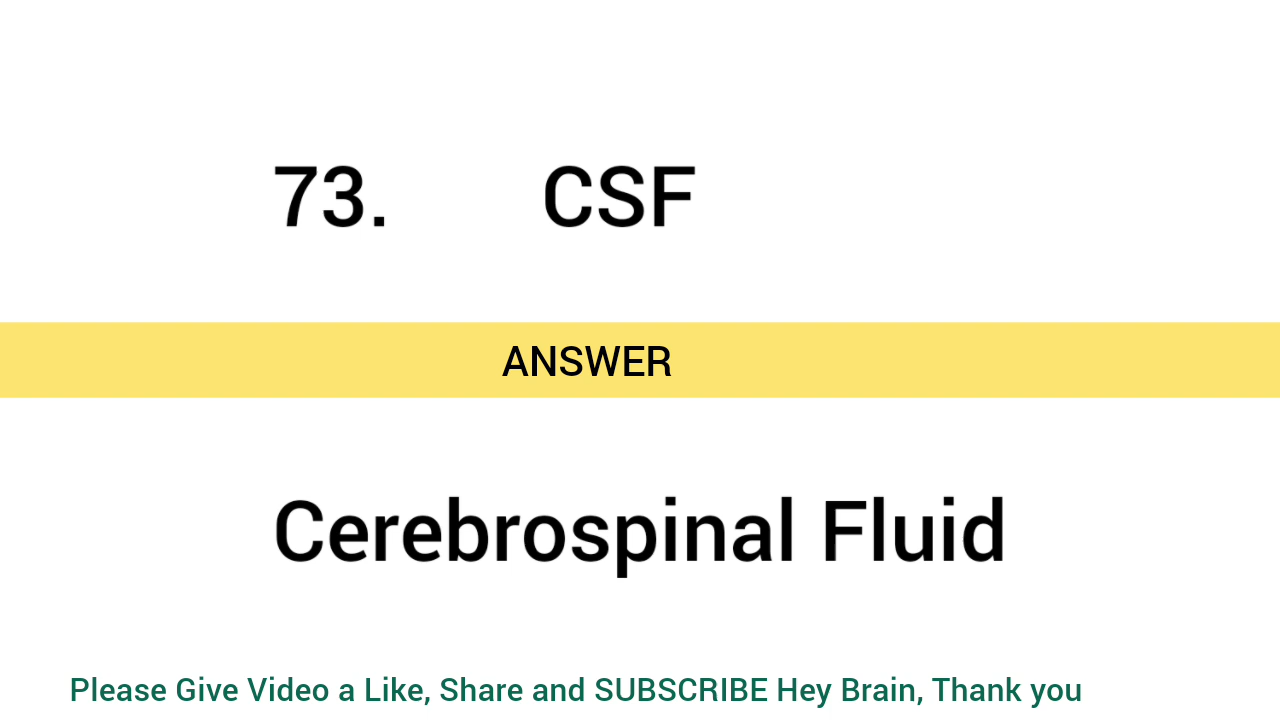 73. CSF
ANSWER
Cerebrospinal Fluid
Please Give Video a Like, Share and SUBSCRIBE Hey Brain, Thank you